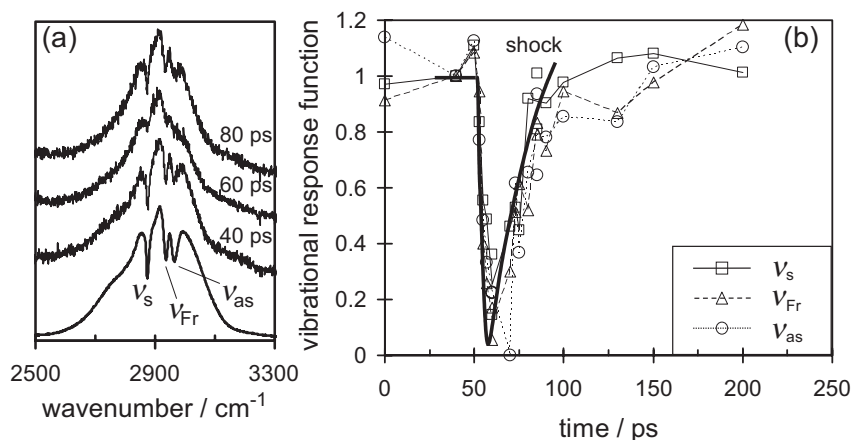 (a)
80 ps
60 ps
40 ps
νs
νFr
νas
2500 2900 3300
wavenumber / cm-1
vibrational response function
1.2
1
0.8
0.6
0.4
0.2
0
shock
(b)
νs
νFr
νas
0 50 100 150 200 250
time / ps